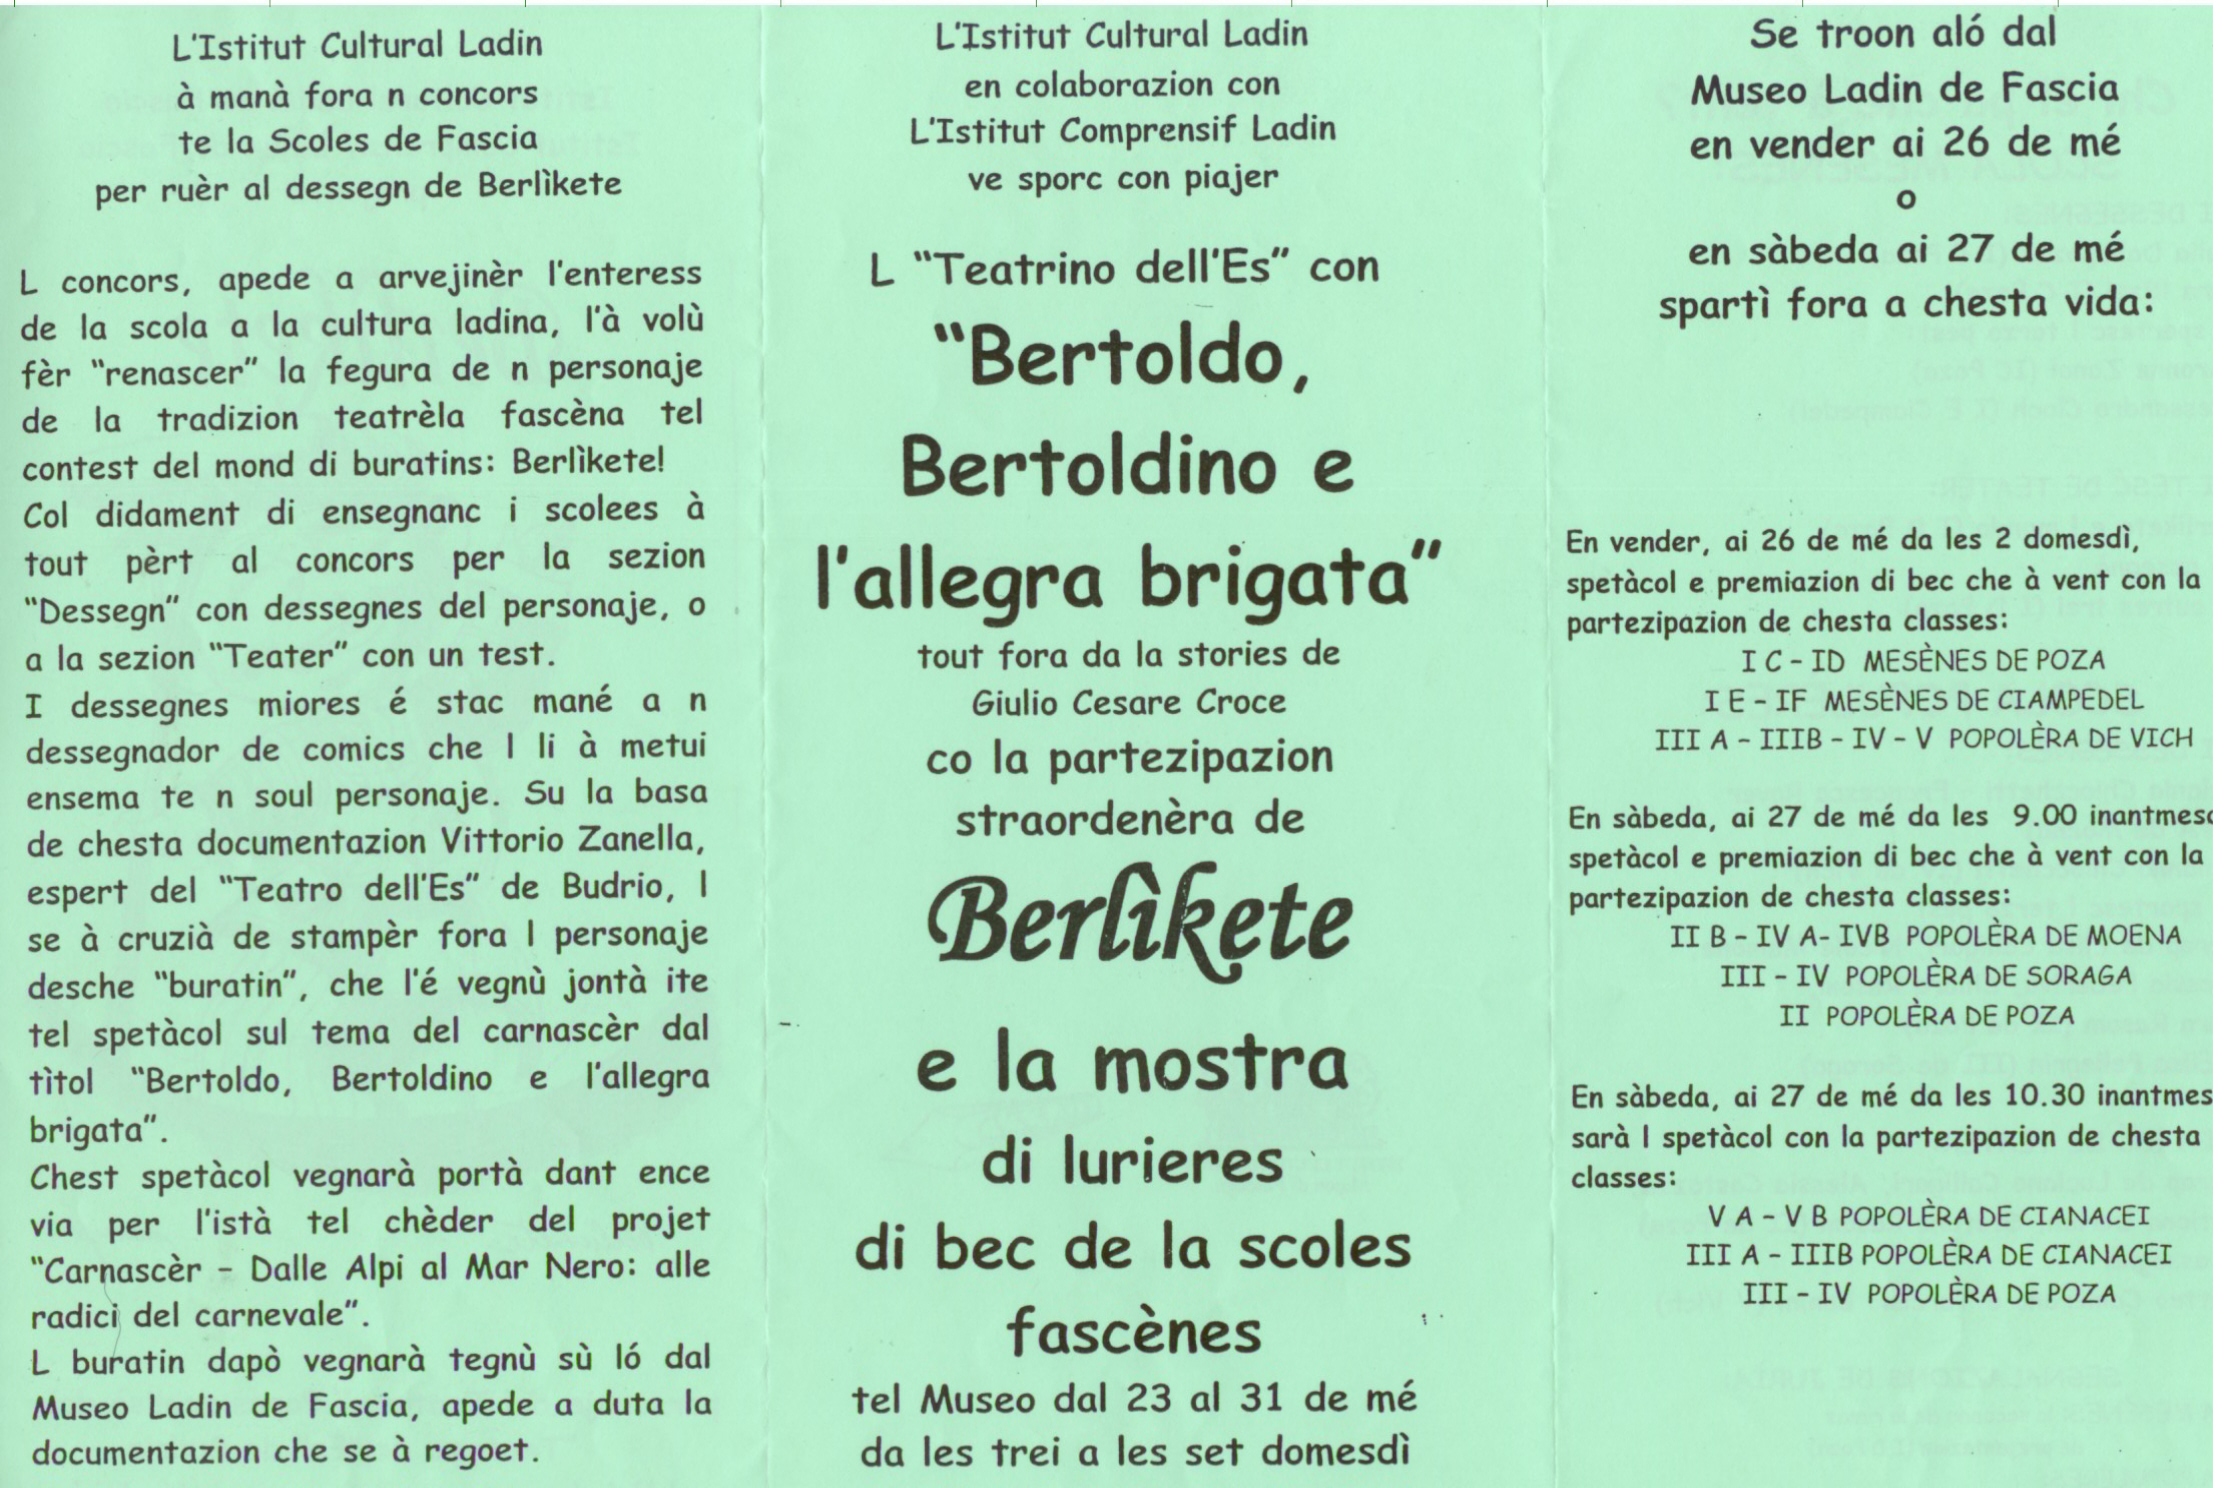 L'Istitut Cultural Ladin
à manà fora n concors
te la Scoles de Fascia
per ruèr al dessegn de Berlìkete
L concors, apede a arvejinèr l'enteress
de la scola a la cultura ladina, l'à volù
fèr "renascer" la fegura de n personaje
de la tradizion teatrèla fascèna tel
contest del mond di buratins: Berlìkete!
Col didament di ensegnanc i scolees à
tout pèrt al concors per la sezion
"Dessegn" con dessegnes del personaje, o
a la sezion "Teater" con un test.
I dessegnes miores é stac mané a n
dessegnador de comics che l li à metui
ensema te n soul personaje. Su la basa
de chesta documentazion Vittorio Zanella,
espert del "Teatro dell'Es" de Budrio, l
se à cruzià de stampèr fora l personaje
desche "buratin", che l'é vegnù jontà ite
tel spetàcol sul tema del carnascèr dal
tìtol "Bertoldo, Bertoldino e l'allegra
brigata".
Chest spetàcol vegnarà portà dant ence
via per l'istà tel chèder del projet
"Carnascèr - Dalle Alpi al Mar Nero: alle
radici del carnevale".
L buratin dapò vegnarà tegnù sù ló dal
Museo Ladin de Fascia, apede a duta la
documentazion che se à regoet.
L'Istitut Cultural Ladin
en colaborazion con
L'Istitut Comprensif Ladin
ve sporc con piajer
L "Teatrino dell'Es" con
"Bertoldo,
Bertoldino e
l'allegra brigata"
tout fora da la stories de
Giulio Cesare Croce
co la partezipazion
straordenèra de
Berlìkete
e la mostra
di lurieres
di bec de la scoles
fascènes
tel Museo dal 23 al 31 de mé
da les trei a les set domesdì
Se troon aló dal
Museo Ladin de Fascia
en vender ai 26 de mé
o
en sàbeda ai 27 de mé
spartì fora a chesta vida:
En vender, ai 26 de mé da les 2 domesdì,
spetàcol e premiazion di bec che à vent con la
partezipazion de chesta classes:
I C - ID MESÈNES DE POZA
I E - IF MESÈNES DE CIAMPEDEL
III A - IIIB - IV - V POPOLÈRA DE VICH
En sàbeda, ai 27 de mé da les 9.00
spetàcol e premiazion di bec che à vent con la
partezipazion de chesta classes:
II B - IV A- IVB POPOLÈRA DE MOENA
III - IV POPOLÈRA DE SORAGA
II POPOLÈRA DE POZA
En sàbeda, ai 27 de mé da les 10.30 inantmes
sarà l spetàcol con la partezipazion de chesta
classes:
V A - V B POPOLÈRA DE CIANACEI
III A - IIIB POPOLÈRA DE CIANACEI
III - IV POPOLÈRA DE POZA